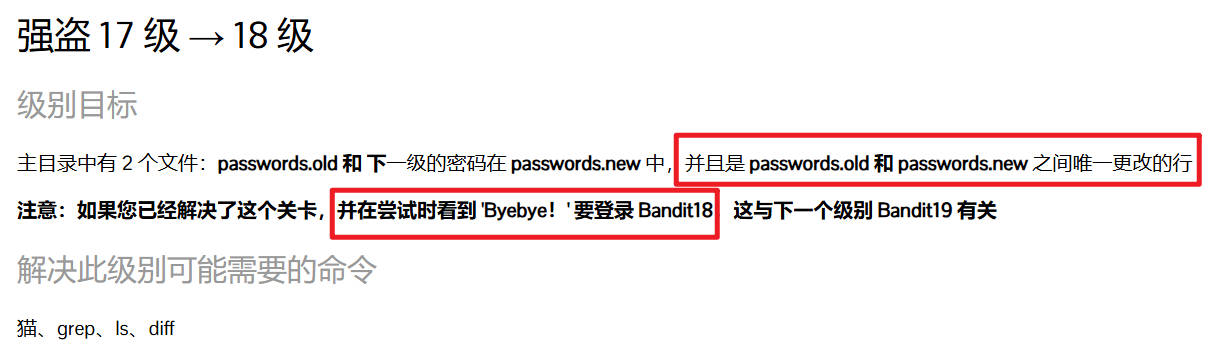 强盗 17 级 → 18 级
级别目标
主目录中有 2 个文件：passwords.old 和 下一级的密码在 passwords.new 中，并且是 passwords.old 和 passwords.new 之间唯一更改的行
注意：如果您已经解决了这个关卡，并在尝试时看到 'Byebye！' 要登录 Bandit18，这与下一个级别 Bandit19 有关
解决此级别可能需要的命令
猫、grep、ls、diff